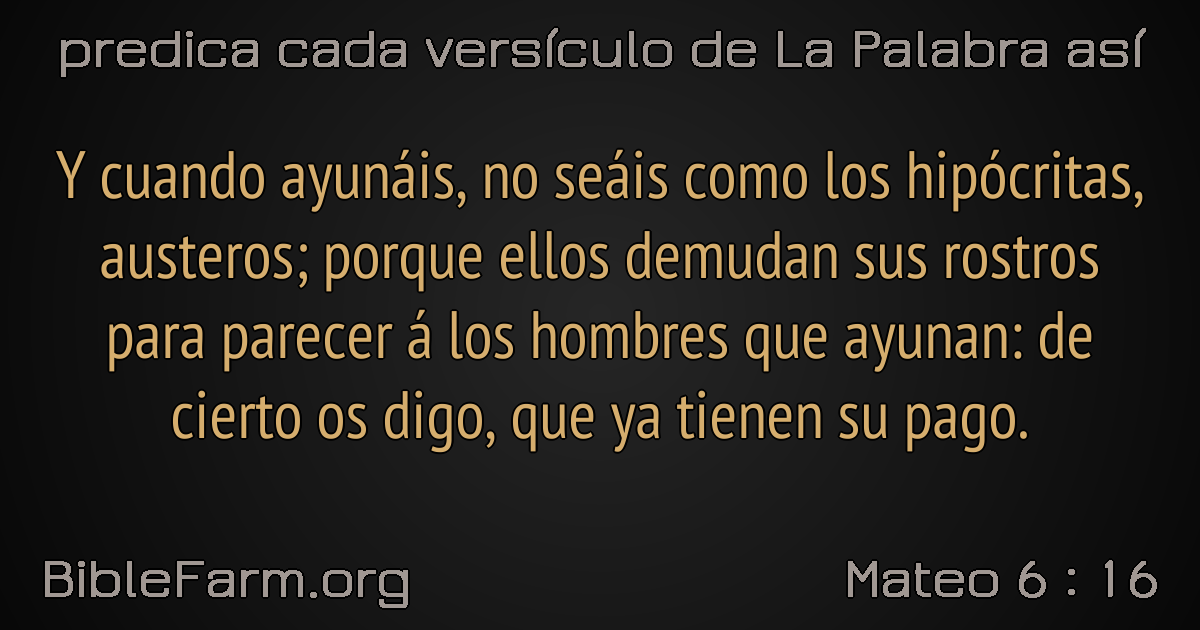 predica cada versículo de La Palabra así
Y cuando ayunáis, no seáis como los hipócritas,
austeros; porque ellos demudan sus rostros
para parecer á los hombres que ayunan: de
cierto os digo, que ya tienen su pago.
BibleFarm.org
Mateo 6 : 16